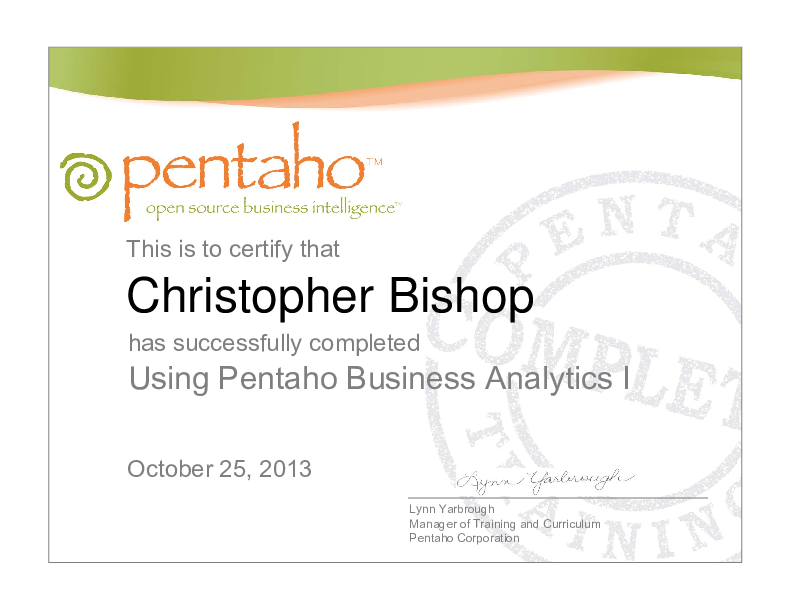 pentaho™
open source business intelligence™
This is to certify that
Christopher Bishop
has successfully completed
Using Pentaho Business Analytics I
October 25, 2013
Lynn Yarbrough
Lynn Yarbrough
Manager of Training and Curriculum
Pentaho Corporation
PENTA
COMPLET
TRAINING